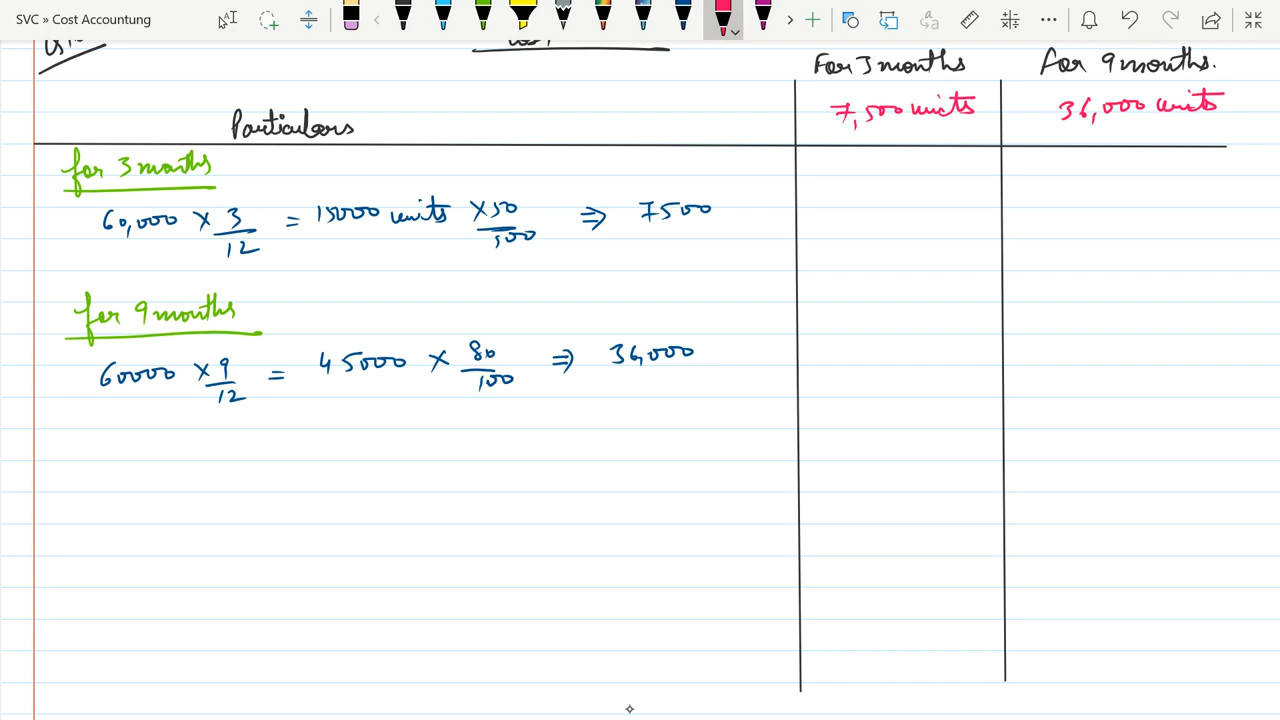 SVC » Cost Accountung
For 3 months
for 9 months.
7,500 units
36,000 units
Particulars
for 3 months
60,000 × 3/12 = 15000 units × 50/100 ⇒ 7500
for 9 months
60000 × 9/12 = 45000 × 80/100 ⇒ 36,000